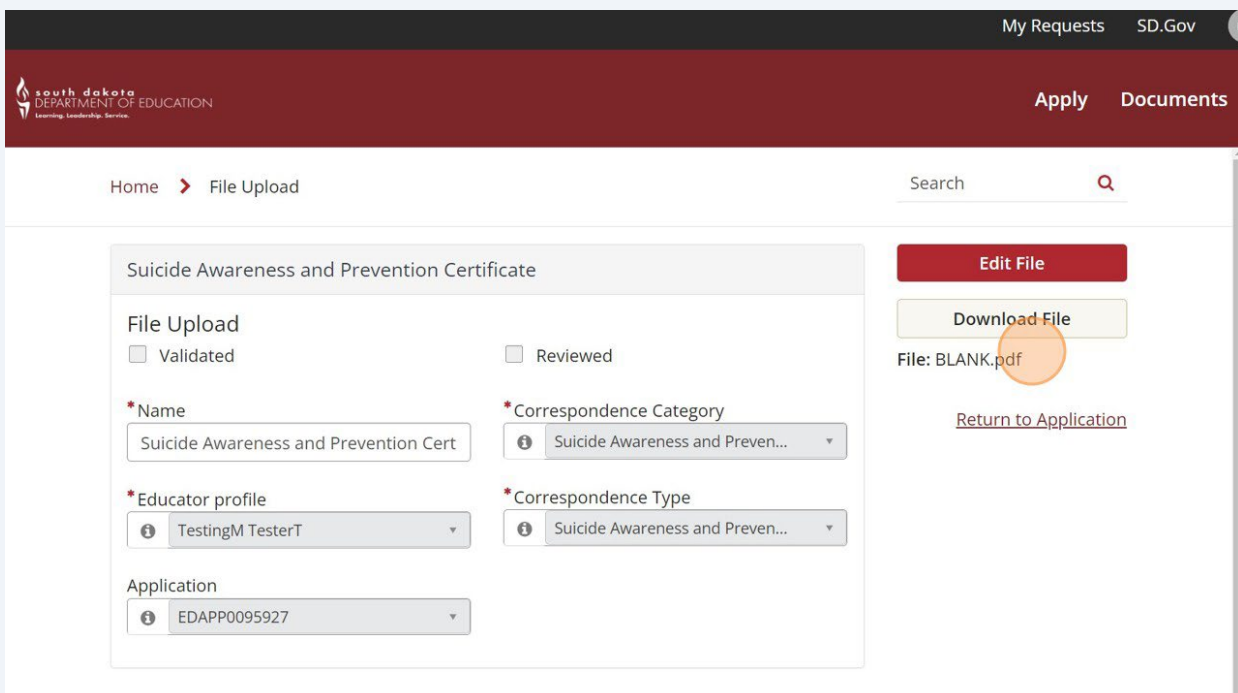 My Requests SD.Gov
south dakota
DEPARTMENT OF EDUCATION
Learning. Leadership. Service.
Apply Documents
Home File Upload
Search
Suicide Awareness and Prevention Certificate
Edit File
File Upload
Download File
Validated Reviewed
File: BLANK.pdf
*Name *Correspondence Category
Return to Application
Suicide Awareness and Prevention Cert Suicide Awareness and Preven...
*Educator profile *Correspondence Type
TestingM TesterT Suicide Awareness and Preven...
Application
EDAPP0095927